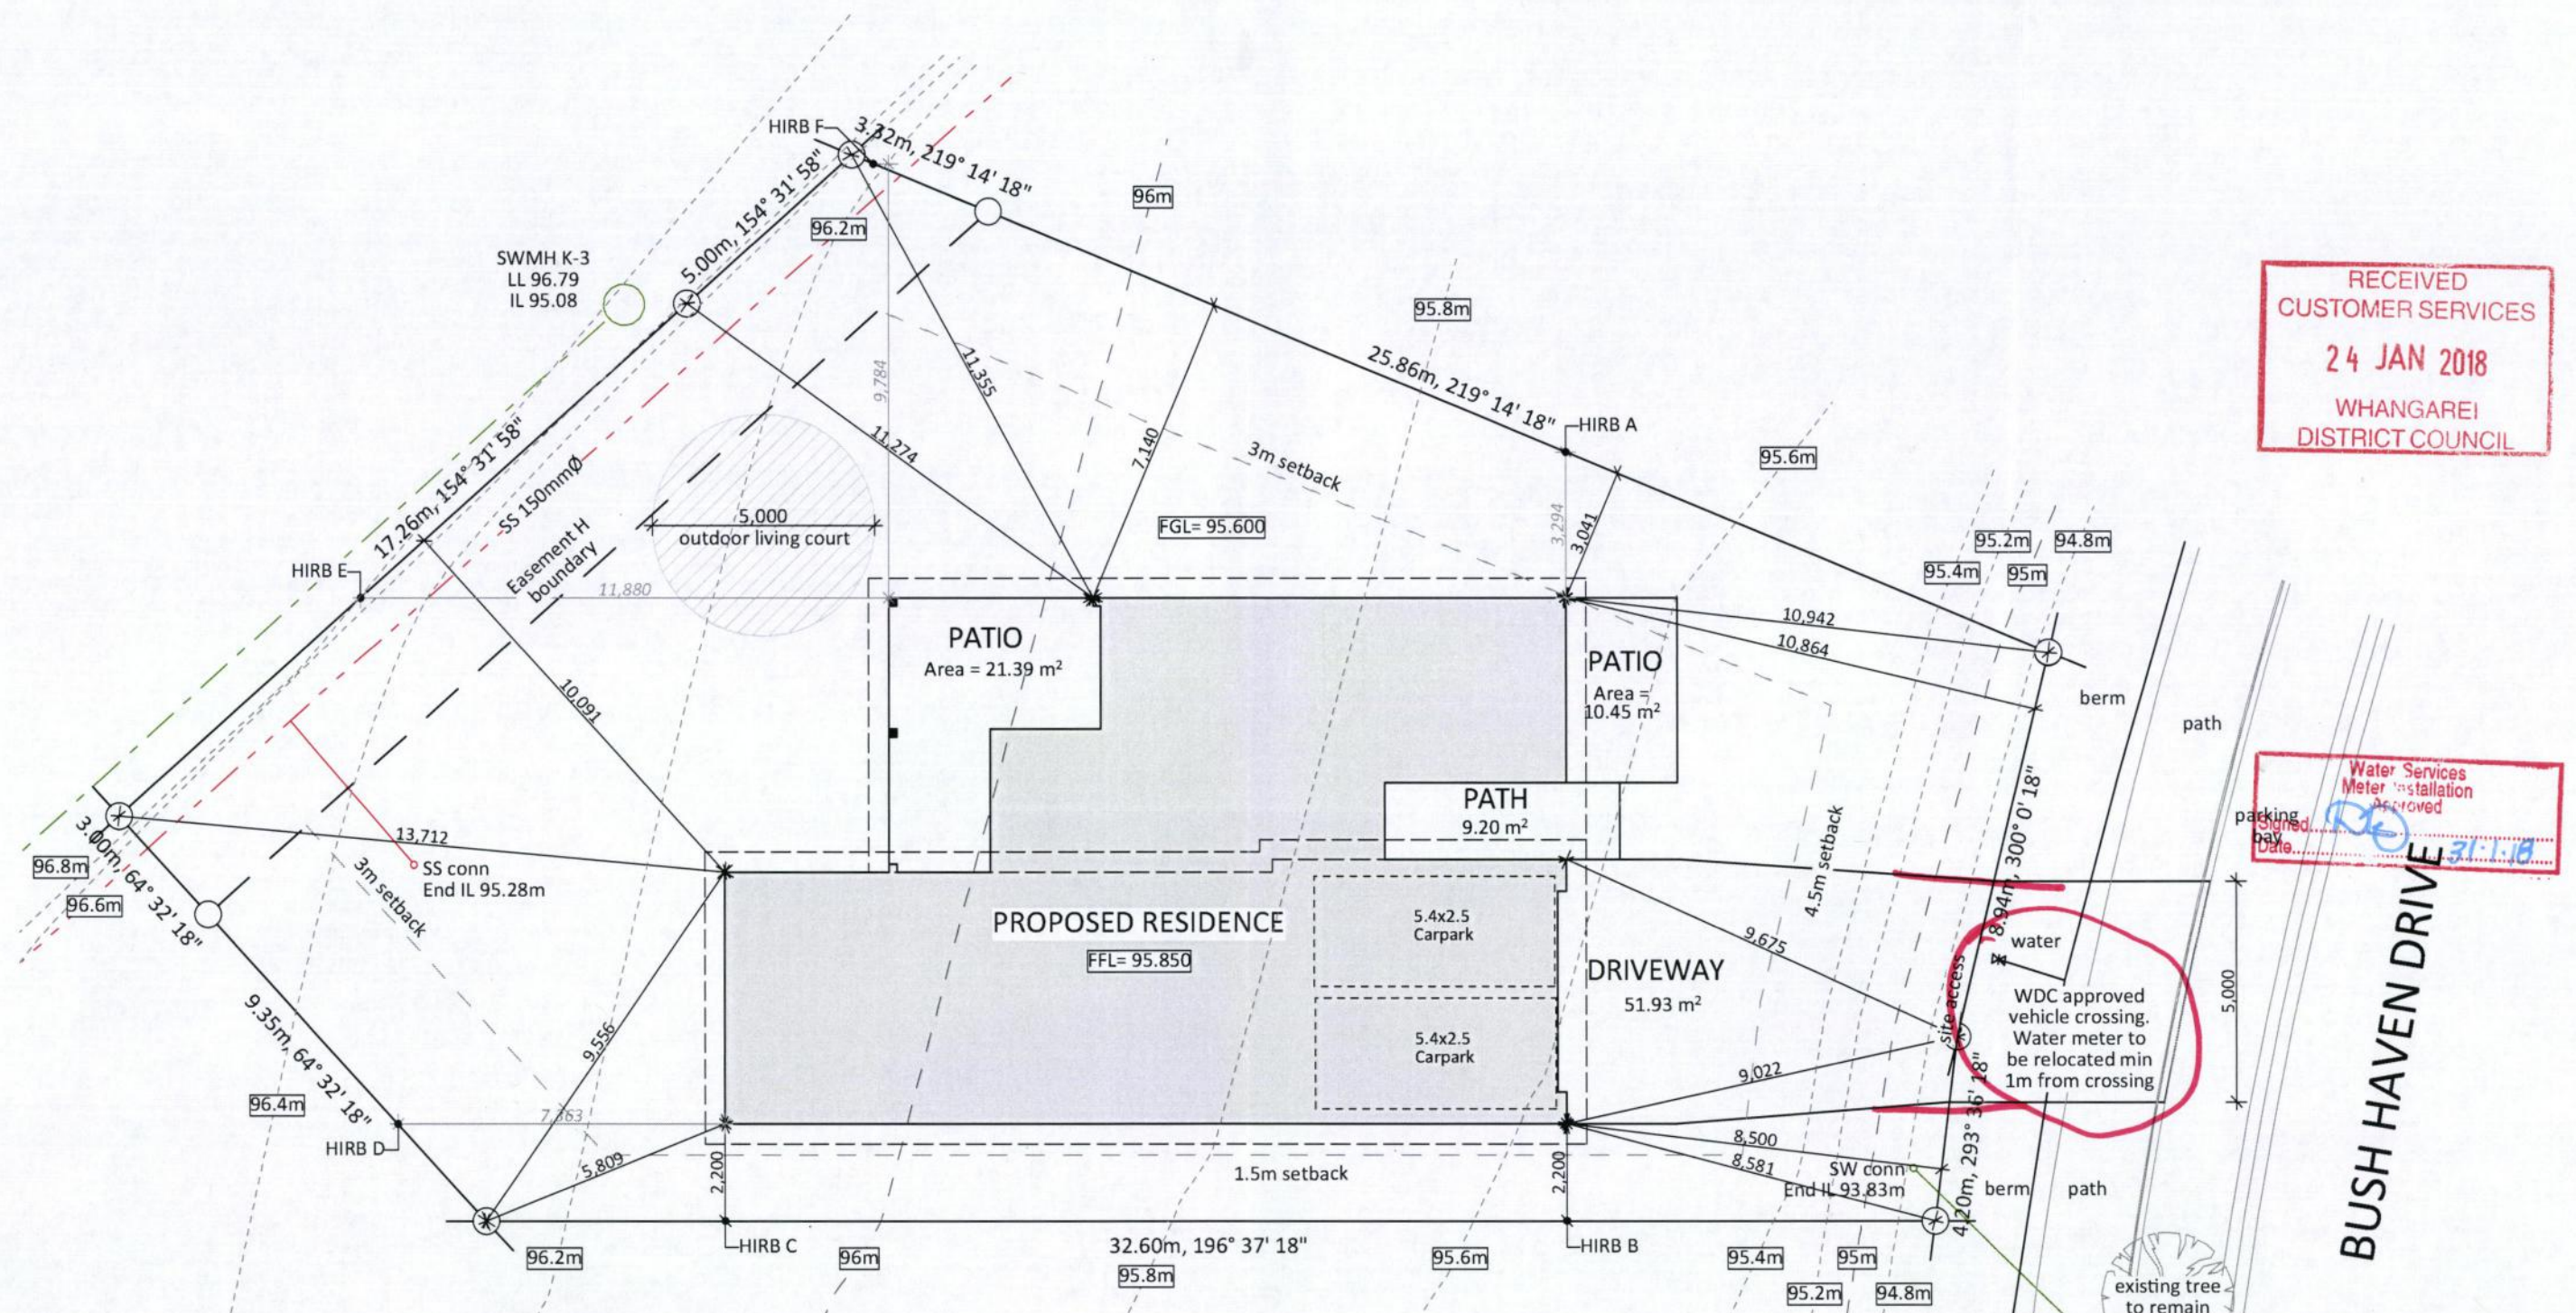 HIRB F
3.32m, 219° 14' 18"
5.00m, 154° 31' 58"
96m
96.2m
SWMH K-3
LL 96.79
IL 95.08
RECEIVED
CUSTOMER SERVICES
24 JAN 2018
WHANGAREI
DISTRICT COUNCIL
95.8m
25.86m, 219° 14' 18"
9,784
11,355
HIRB A
11,274
7,140
3m setback
95.6m
17.26m, 154° 31' 58"
SS 150mmØ
Easement H
boundary
5,000
outdoor living court
FGL= 95.600
3,294
3,041
95.2m
94.8m
95.4m
95m
HIRB E
11,880
10,942
10,864
PATIO
Area = 21.39 m²
PATIO
Area =
10.45 m²
berm
path
10,091
8.94m, 300° 0' 18"
Water Services
Meter Installation
Approved
Signed
Date
31·1·18
parking
bay
PATH
9.20 m²
13,712
SS conn
End IL 95.28m
3.00m, 64° 32' 18"
96.8m
96.6m
3m setback
4.5m setback
PROPOSED RESIDENCE
FFL= 95.850
5.4x2.5
Carpark
5.4x2.5
Carpark
DRIVEWAY
51.93 m²
9,675
water
site access
WDC approved
vehicle crossing.
Water meter to
be relocated min
1m from crossing
5,000
BUSH HAVEN DRIVE
9.35m, 64° 32' 18"
9,556
9,022
96.4m
7,363
HIRB D
5,809
2,200
1.5m setback
2,200
8,500
8,581
SW conn
End IL 93.83m
4.20m, 293° 36' 18"
berm
path
HIRB C
32.60m, 196° 37' 18"
HIRB B
96.2m
96m
95.8m
95.6m
95.4m
95m
95.2m
94.8m
existing tree
to remain